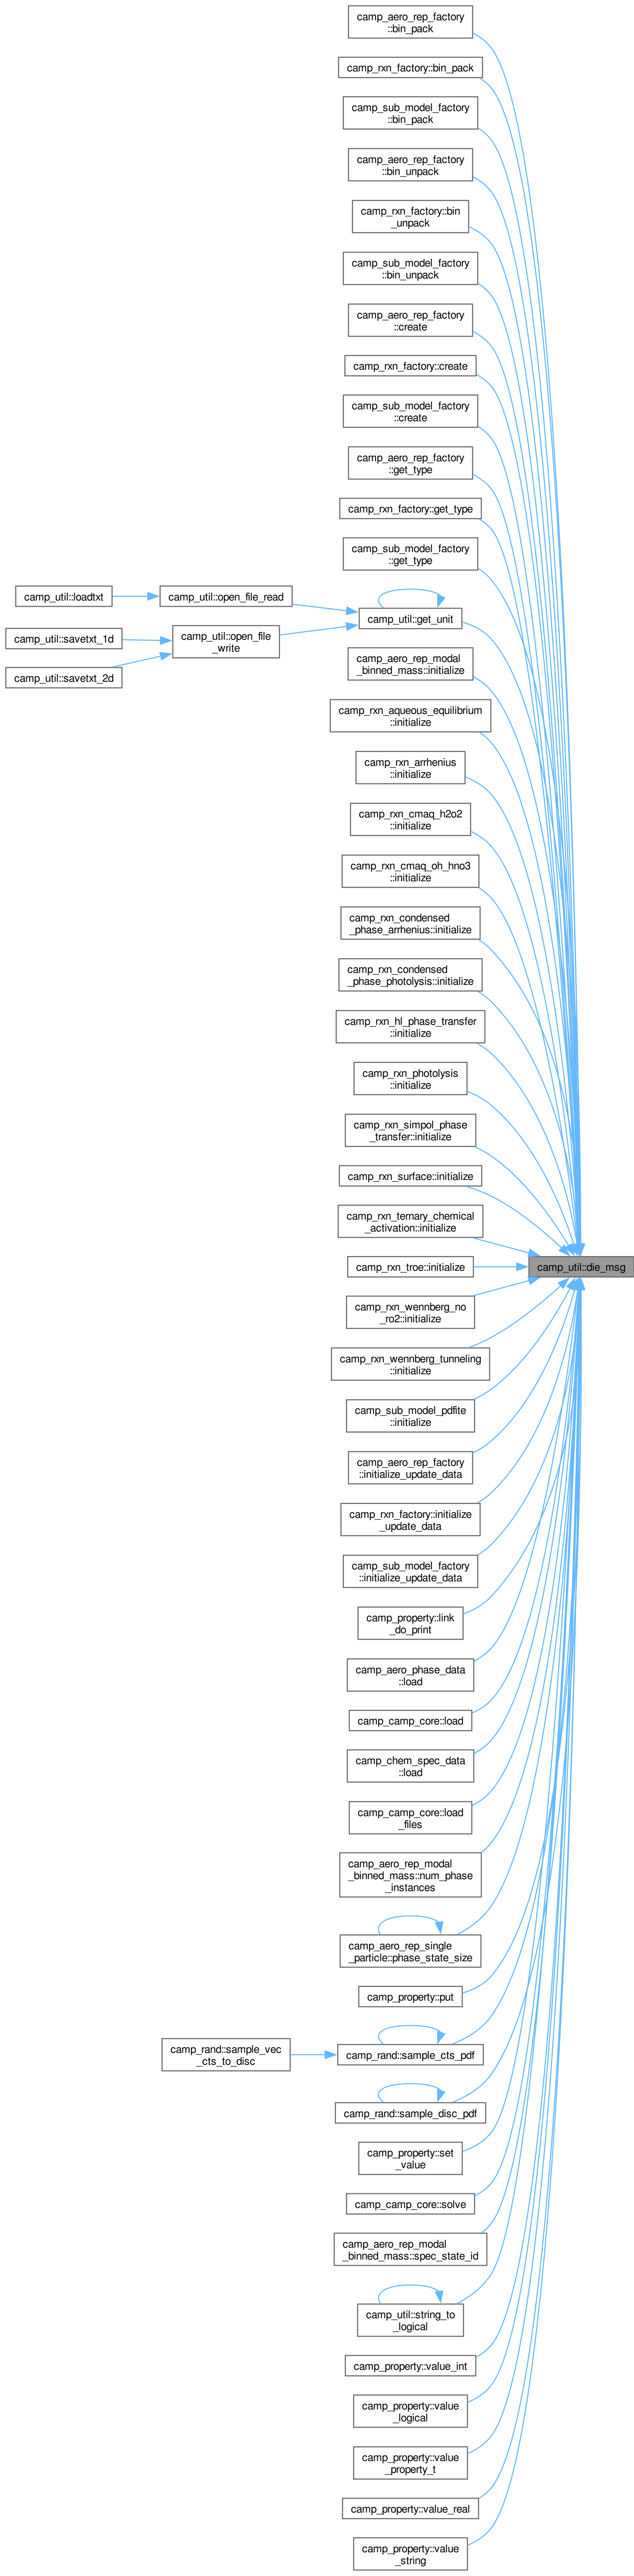 camp_aero_rep_factory
::bin_pack
camp_rxn_factory::bin_pack
camp_sub_model_factory
::bin_pack
camp_aero_rep_factory
::bin_unpack
camp_rxn_factory::bin
_unpack
camp_sub_model_factory
::bin_unpack
camp_aero_rep_factory
::create
camp_rxn_factory::create
camp_sub_model_factory
::create
camp_aero_rep_factory
::get_type
camp_rxn_factory::get_type
camp_sub_model_factory
::get_type
camp_util::loadtxt
camp_util::open_file_read
camp_util::get_unit
camp_util::savetxt_1d
camp_util::open_file
_write
camp_util::savetxt_2d
camp_aero_rep_modal
_binned_mass::initialize
camp_rxn_aqueous_equilibrium
::initialize
camp_rxn_arrhenius
::initialize
camp_rxn_cmaq_h2o2
::initialize
camp_rxn_cmaq_oh_hno3
::initialize
camp_rxn_condensed
_phase_arrhenius::initialize
camp_rxn_condensed
_phase_photolysis::initialize
camp_rxn_hl_phase_transfer
::initialize
camp_rxn_photolysis
::initialize
camp_rxn_simpol_phase
_transfer::initialize
camp_rxn_surface::initialize
camp_rxn_ternary_chemical
_activation::initialize
camp_rxn_troe::initialize
camp_util::die_msg
camp_rxn_wennberg_no
_ro2::initialize
camp_rxn_wennberg_tunneling
::initialize
camp_sub_model_pdfite
::initialize
camp_aero_rep_factory
::initialize_update_data
camp_rxn_factory::initialize
_update_data
camp_sub_model_factory
::initialize_update_data
camp_property::link
_do_print
camp_aero_phase_data
::load
camp_camp_core::load
camp_chem_spec_data
::load
camp_camp_core::load
_files
camp_aero_rep_modal
_binned_mass::num_phase
_instances
camp_aero_rep_single
_particle::phase_state_size
camp_property::put
camp_rand::sample_vec
_cts_to_disc
camp_rand::sample_cts_pdf
camp_rand::sample_disc_pdf
camp_property::set
_value
camp_camp_core::solve
camp_aero_rep_modal
_binned_mass::spec_state_id
camp_util::string_to
_logical
camp_property::value_int
camp_property::value
_logical
camp_property::value
_property_t
camp_property::value_real
camp_property::value
_string